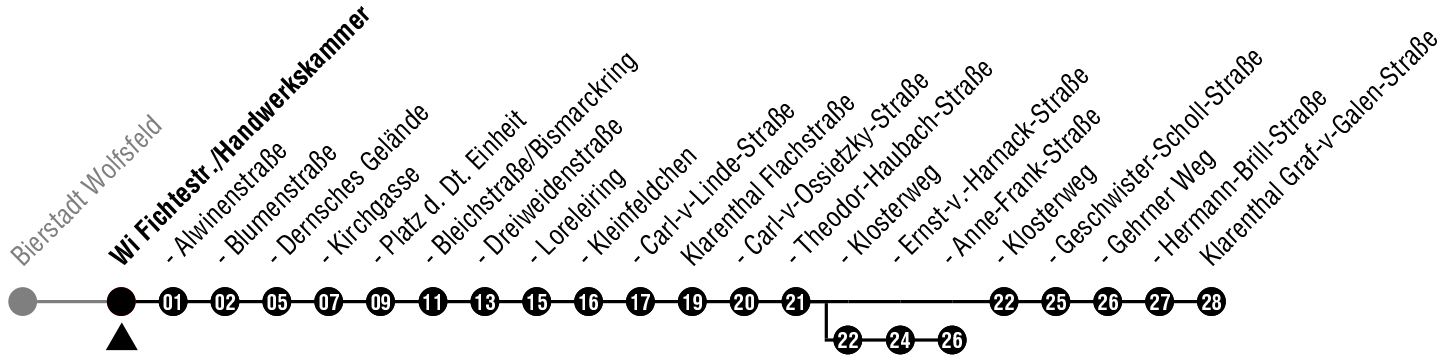 Bierstadt Wolfsfeld
Wi Fichtestr./Handwerkskammer
- Alwinenstraße
- Blumenstraße
- Dernsches Gelände
- Kirchgasse
- Platz d. Dt. Einheit
- Bleichstraße/Bismarckring
- Dreiweidenstraße
- Loreleiring
- Kleinfeldchen
- Carl-v-Linde-Straße
Klarenthal Flachstraße
- Carl-v-Ossietzky-Straße
- Theodor-Haubach-Straße
- Klosterweg
- Ernst-v.-Harnack-Straße
- Anne-Frank-Straße
- Klosterweg
- Geschwister-Scholl-Straße
- Gehrner Weg
- Hermann-Brill-Straße
Klarenthal Graf-v-Galen-Straße
01 02 05 07 09 11 13 15 16 17 19 20 21 22 25 26 27 28
22 24 26